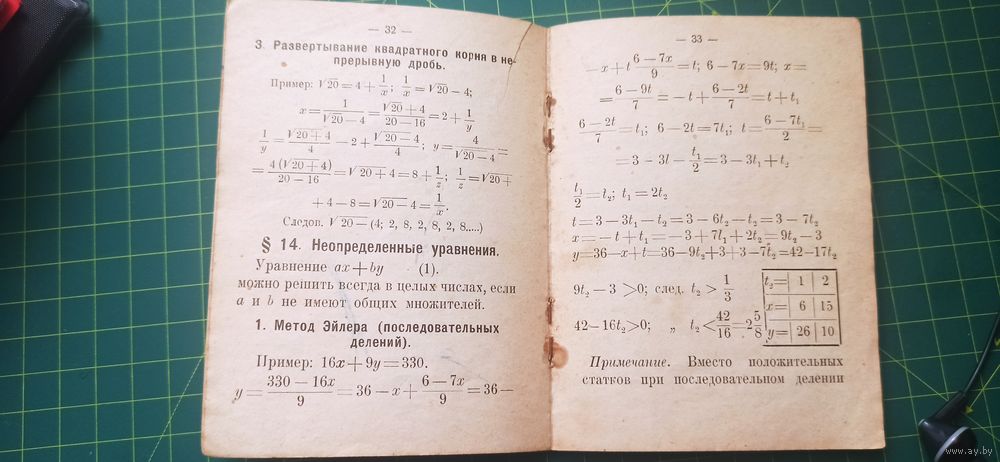 — 32 —
3. Развертывание квадратного корня в не-
прерывную дробь.
Пример: √20 = 4 + 1/x; 1/x = √20 − 4;
x = 1/(√20 − 4) = (√20 + 4)/(20 − 16) = 2 + 1/y
1/y = (√20 + 4)/4 − 2 + (√20 − 4)/4; y = 4/(√20 − 4) =
= 4(√20 + 4)/(20 − 16) = √20 + 4 = 8 + 1/z; 1/z = √20 +
+ 4 − 8 = √20 − 4 = 1/x.
Следов. √20 = (4; 2, 8, 2, 8, 2, 8.....)
§ 14. Неопределенные уравнения.
Уравнение ax + by (1).
можно решить всегда в целых числах, если
a и b не имеют общих множителей.
1. Метод Эйлера (последовательных
делений).
Пример: 16x + 9y = 330.
y = (330 − 16x)/9 = 36 − x + (6 − 7x)/9 = 36 −
— 33 —
− x + t (6 − 7x)/9 = t; 6 − 7x = 9t; x =
= (6 − 9t)/7 = − t + (6 − 2t)/7 = t + t₁
(6 − 2t)/7 = t₁; 6 − 2t = 7t₁; t = (6 − 7t₁)/2 =
= 3 − 3t − t₁/2 = 3 − 3t₁ + t₂
t₁/2 = t₂; t₁ = 2t₂
t = 3 − 3t₁ − t₂ = 3 − 6t₂ − t₂ = 3 − 7t₂
x = − t + t₁ = − 3 + 7t₁ + 2t₂ = 9t₂ − 3
y = 36 − x + t = 36 − 9t₂ + 3 + 3 − 7t₂ = 42 − 17t₂
9t₂ − 3 > 0; след. t₂ > 1/3
42 − 16t₂ > 0; „ t₂ < 42/16 = 2 5/8
t₂ = 1 2
x = 6 15
y = 26 10
Примечание. Вместо положительных
статков при последовательном делении
www.ay.by